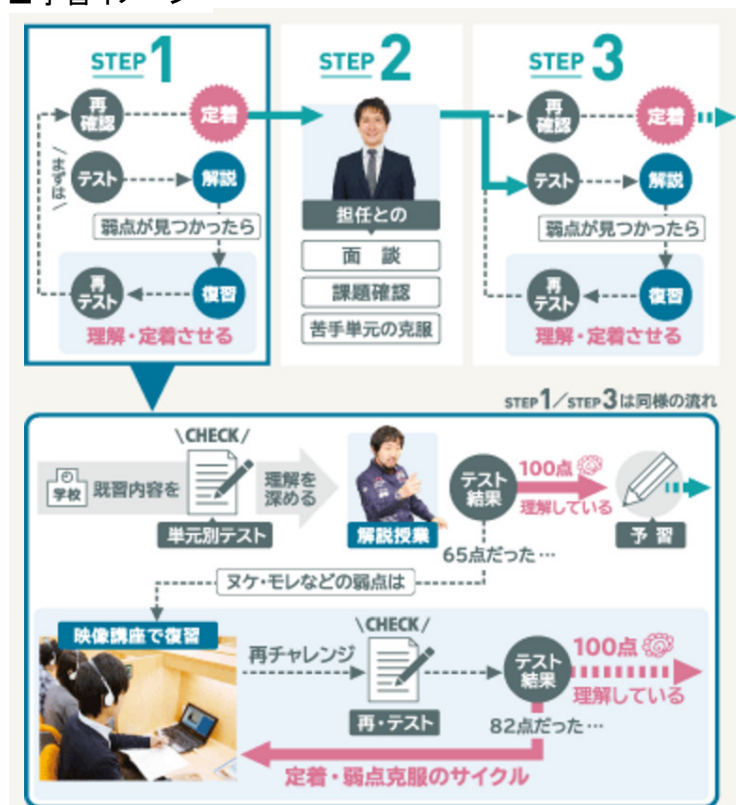 STEP 1
再確認
定着
まずは
テスト
解説
弱点が見つかったら
再テスト
復習
理解・定着させる
STEP 2
担任との
面談
課題確認
苦手単元の克服
STEP 3
再確認
定着
テスト
解説
弱点が見つかったら
再テスト
復習
理解・定着させる
STEP1/STEP3は同様の流れ
学校
既習内容を
\CHECK/
単元別テスト
理解を
深める
解説授業
テスト
結果
100点
理解している
予習
65点だった…
ヌケ・モレなどの弱点は
映像講座で復習
再チャレンジ
\CHECK/
再・テスト
テスト
結果
100点
理解している
82点だった…
定着・弱点克服のサイクル